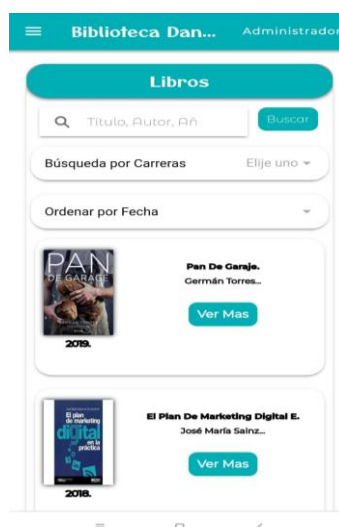 Biblioteca Dan... Administrador
Libros
Título, Autor, Añ Buscar
Búsqueda por Carreras Elije uno
Ordenar por Fecha
PAN
DE GARAGE
2019.
Pan De Garaje.
Germán Torres...
Ver Mas
El plan
de marketing
digital
en la
práctica
2018.
El Plan De Marketing Digital E.
José María Sainz...
Ver Mas